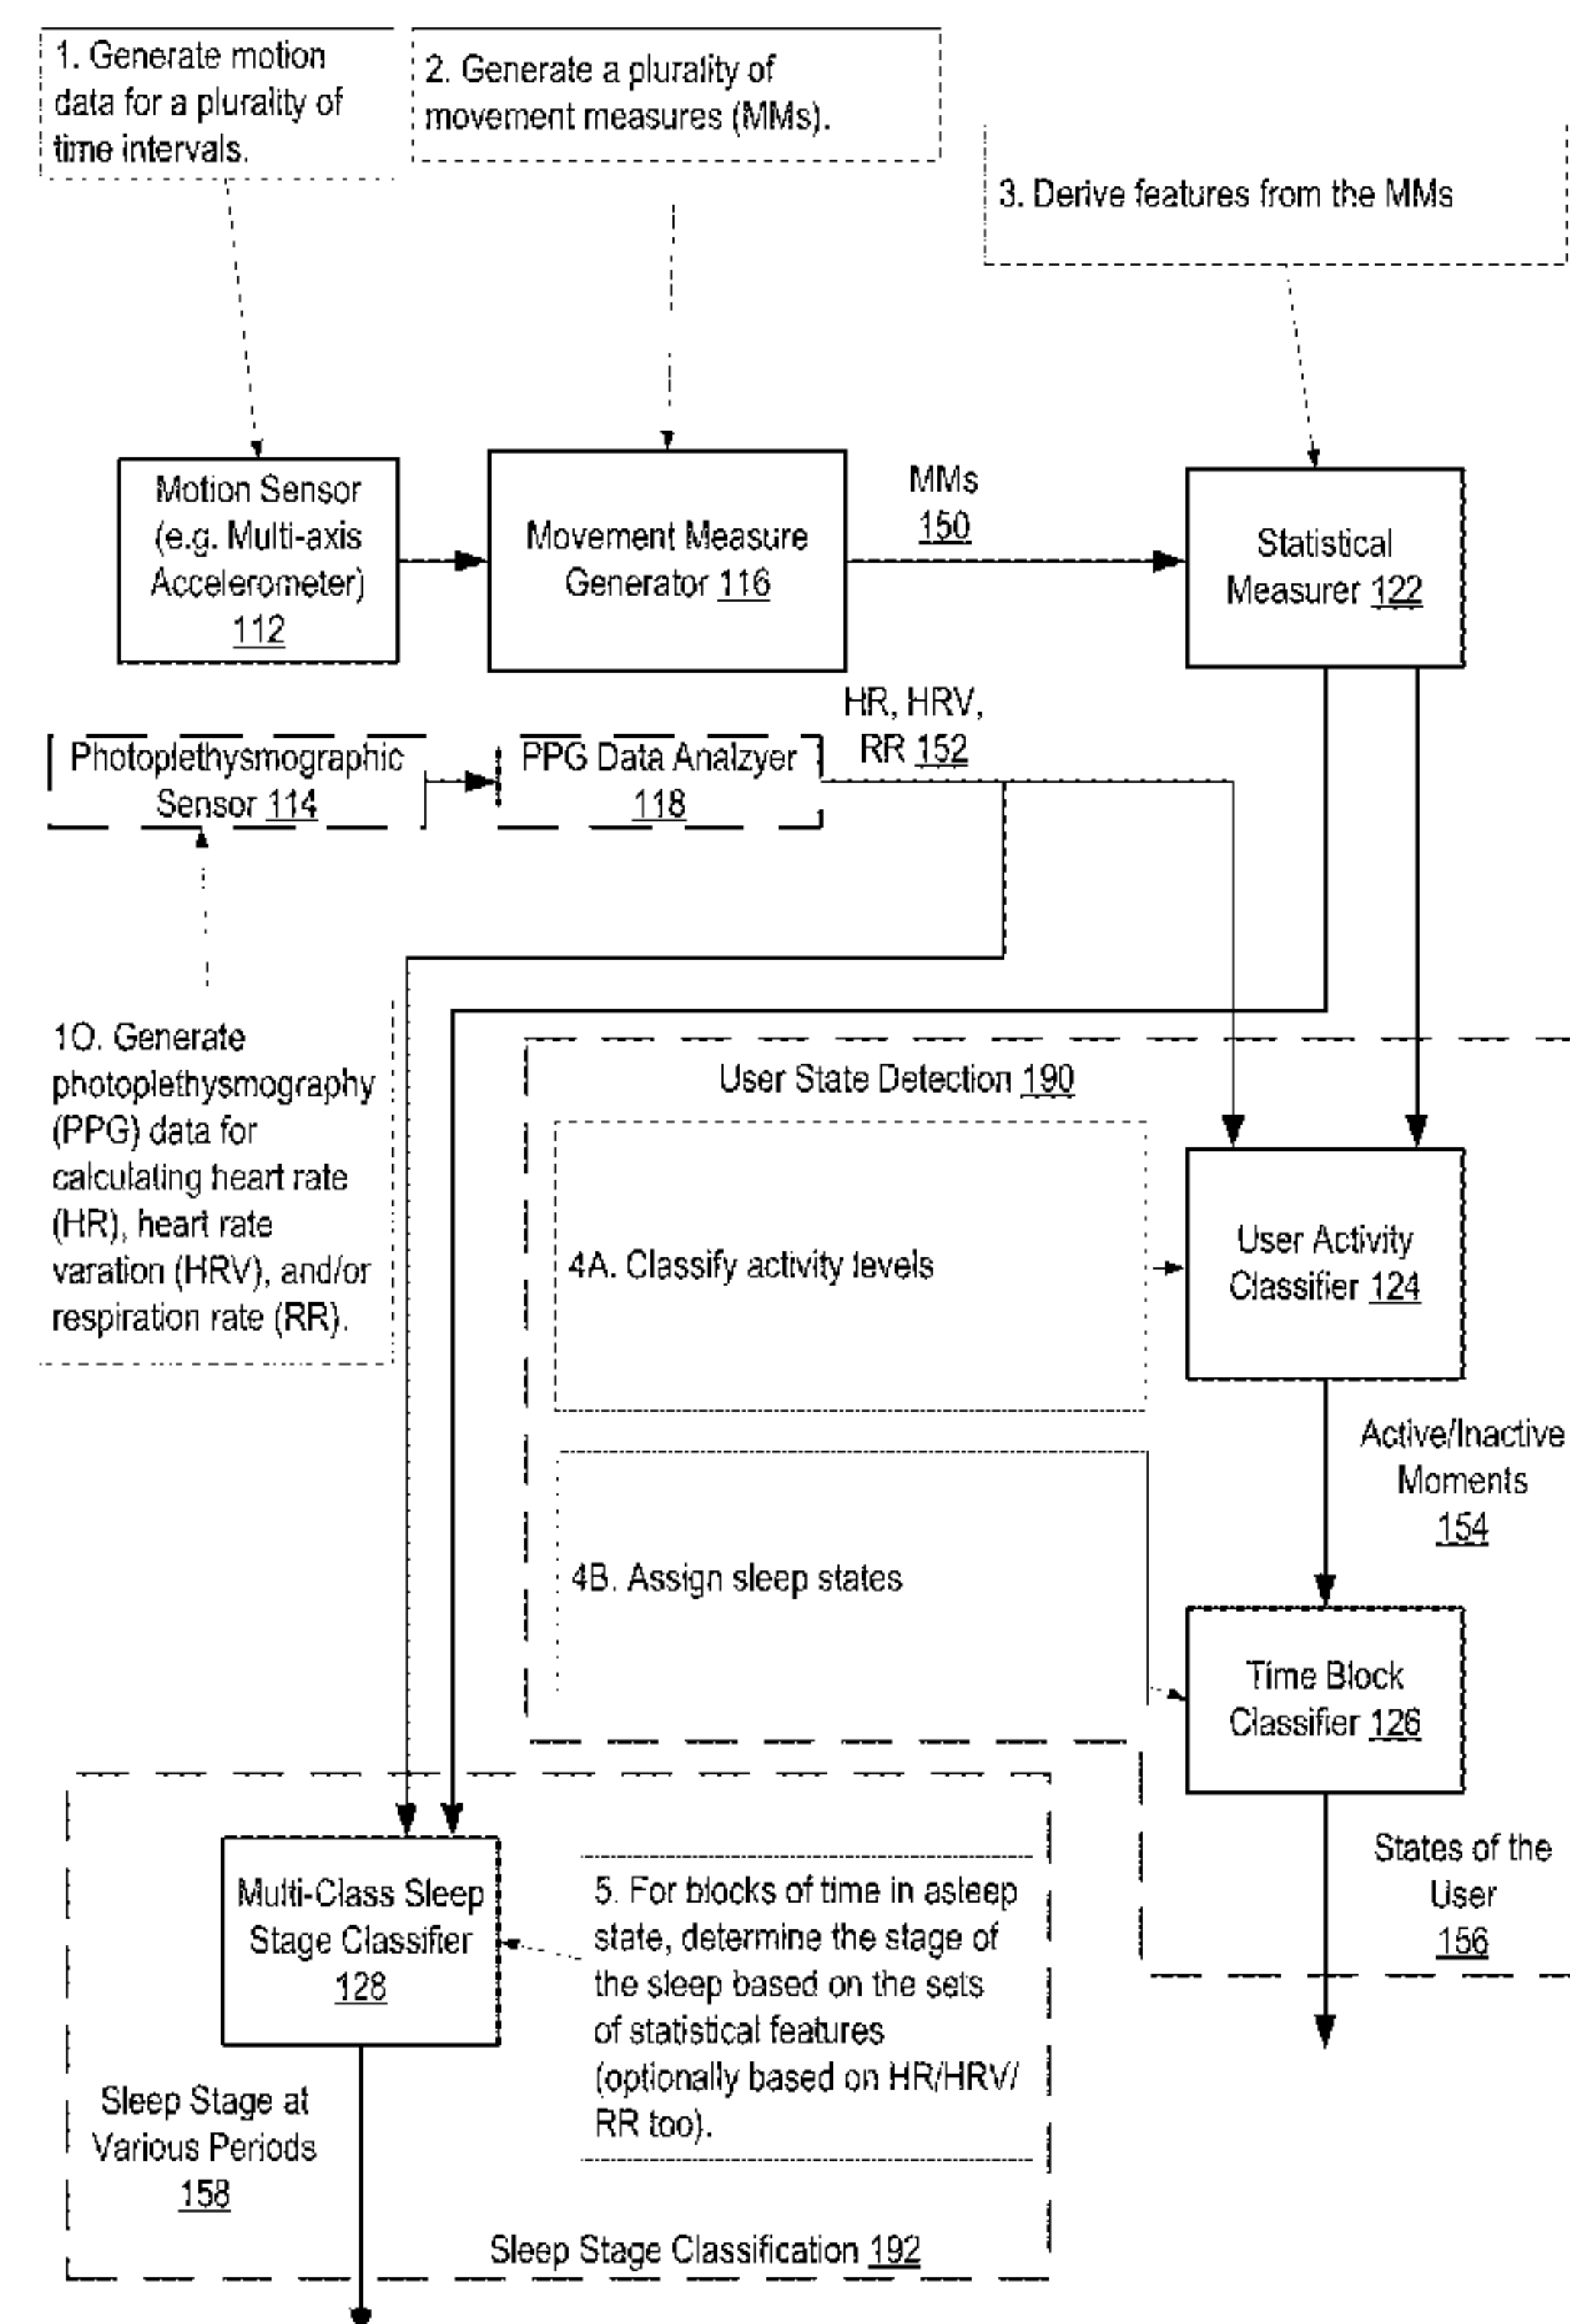 1. Generate motion
data for a plurality of
time intervals.
2. Generate a plurality of
movement measures (MMs).
3. Derive features from the MMs
Motion Sensor
(e.g. Multi-axis
Accelerometer)
112
Movement Measure
Generator 116
MMs
150
Statistical
Measurer 122
HR, HRV,
RR 152
Photoplethysmographic
Sensor 114
PPG Data Analzyer
118
1O. Generate
photoplethysmography
(PPG) data for
calculating heart rate
(HR), heart rate
varation (HRV), and/or
respiration rate (RR).
User State Detection 190
4A. Classify activity levels
User Activity
Classifier 124
Active/Inactive
Moments
154
4B. Assign sleep states
Time Block
Classifier 126
States of the
User
156
Multi-Class Sleep
Stage Classifier
128
5. For blocks of time in asleep
state, determine the stage of
the sleep based on the sets
of statistical features
(optionally based on HR/HRV/
RR too).
Sleep Stage at
Various Periods
158
Sleep Stage Classification 192